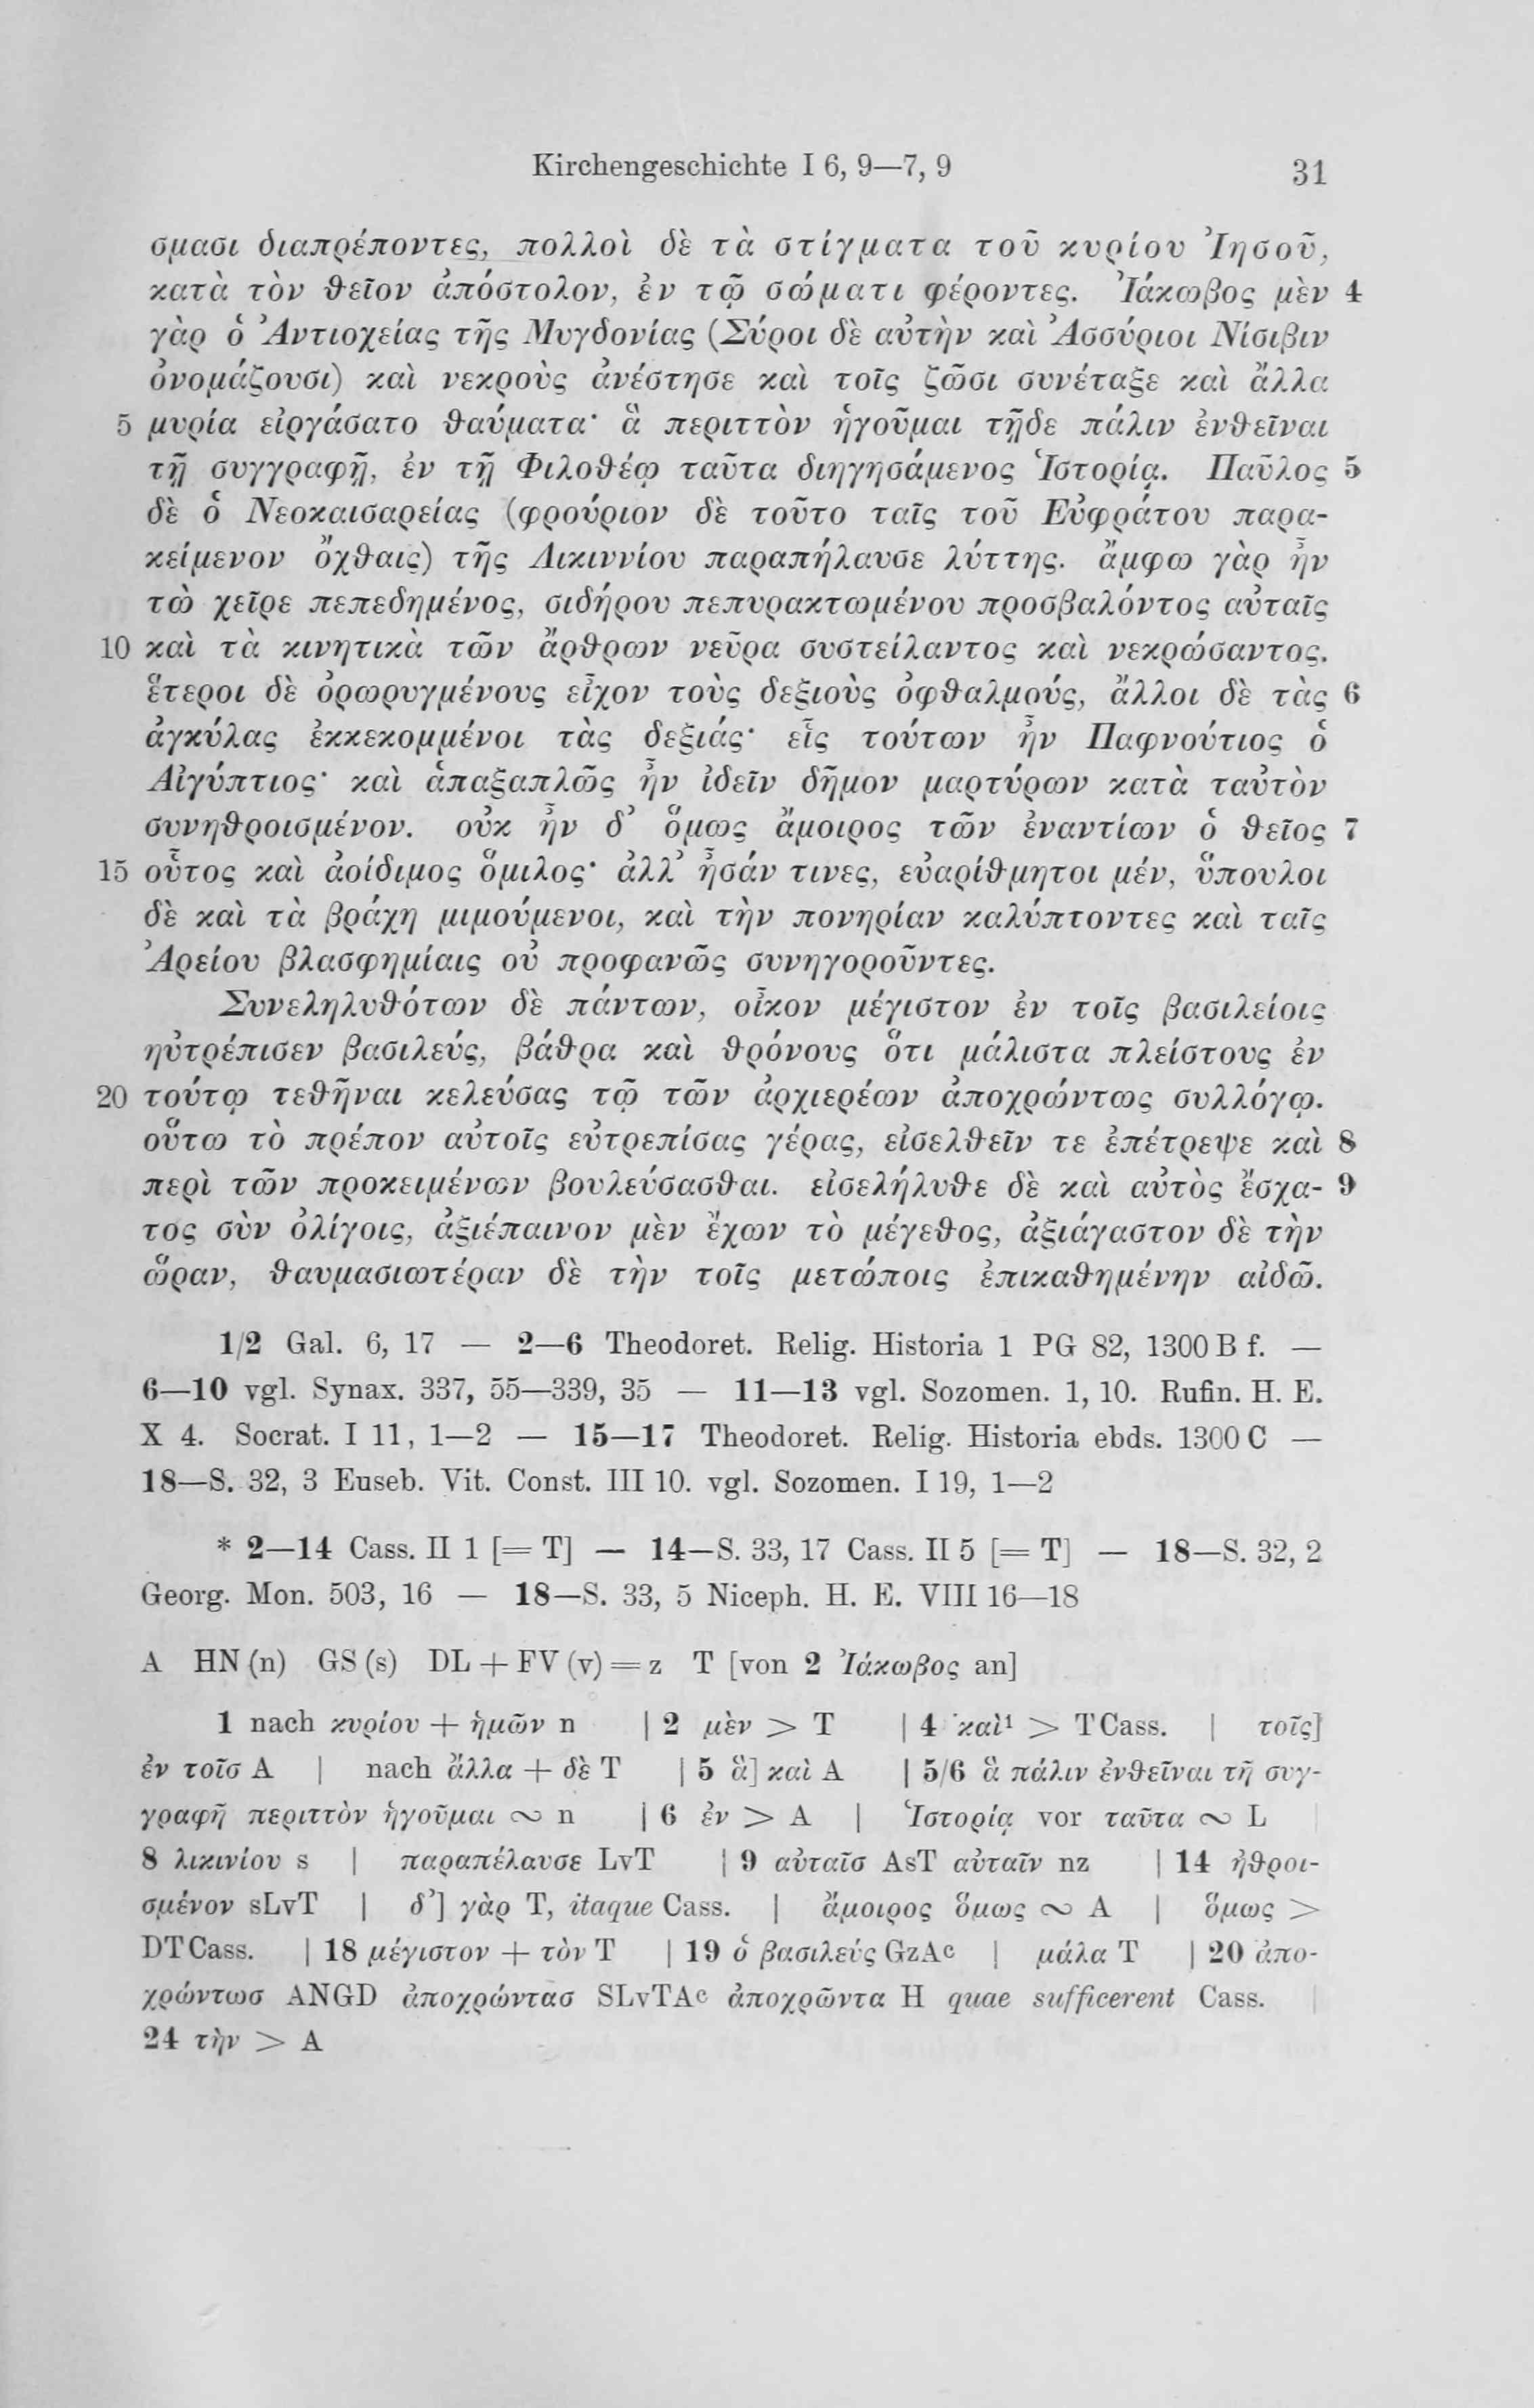 Kirchengeschichte I 6, 9—7, 9 31
σμασι διαπρέποντες, πολλοὶ δὲ τὰ στίγματα τοῦ κυρίου Ἰησοῦ,
κατὰ τὸν θεῖον ἀπόστολον, ἐν τῷ σώματι φέροντες. Ἰάκωβος μὲν 4
γὰρ ὁ Ἀντιοχείας τῆς Μυγδονίας (Σύροι δὲ αὐτὴν καὶ Ἀσσύριοι Νίσιβιν
ὀνομάζουσι) καὶ νεκροὺς ἀνέστησε καὶ τοῖς ζῶσι συνέταξε καὶ ἄλλα
5 μυρία εἰργάσατο θαύματα· ἃ περιττὸν ἡγοῦμαι τῇδε πάλιν ἐνθεῖναι
τῇ συγγραφῇ, ἐν τῇ Φιλοθέῳ ταῦτα διηγησάμενος Ἱστορίᾳ. Παῦλος 5
δὲ ὁ Νεοκαισαρείας (φρούριον δὲ τοῦτο ταῖς τοῦ Εὐφράτου παρα-
κείμενον ὄχθαις) τῆς Λικιννίου παραπήλαυσε λύττης. ἄμφω γὰρ ἦν
τὼ χεῖρε πεπεδημένος, σιδήρου πεπυρακτωμένου προσβαλόντος αὐταῖς
10 καὶ τὰ κινητικὰ τῶν ἄρθρων νεῦρα συστείλαντος καὶ νεκρώσαντος.
ἕτεροι δὲ ὀρωρυγμένους εἶχον τοὺς δεξιοὺς ὀφθαλμούς, ἄλλοι δὲ τὰς 6
ἀγκύλας ἐκκεκομμένοι τὰς δεξιάς· εἷς τούτων ἦν Παφνούτιος ὁ
Αἰγύπτιος· καὶ ἁπαξαπλῶς ἦν ἰδεῖν δῆμον μαρτύρων κατὰ ταὐτὸν
συνηθροισμένον. οὐκ ἦν δ' ὅμως ἄμοιρος τῶν ἐναντίων ὁ θεῖος 7
15 οὗτος καὶ ἀοίδιμος ὅμιλος· ἀλλ' ἦσάν τινες, εὐαρίθμητοι μέν, ὕπουλοι
δὲ καὶ τὰ βράχη μιμούμενοι, καὶ τὴν πονηρίαν καλύπτοντες καὶ ταῖς
Ἀρείου βλασφημίαις οὐ προφανῶς συνηγοροῦντες.
Συνεληλυθότων δὲ πάντων, οἶκον μέγιστον ἐν τοῖς βασιλείοις
ηὐτρέπισεν βασιλεύς, βάθρα καὶ θρόνους ὅτι μάλιστα πλείστους ἐν
20 τούτῳ τεθῆναι κελεύσας τῷ τῶν ἀρχιερέων ἀποχρώντως συλλόγῳ.
οὕτω τὸ πρέπον αὐτοῖς εὐτρεπίσας γέρας, εἰσελθεῖν τε ἐπέτρεψε καὶ 8
περὶ τῶν προκειμένων βουλεύσασθαι. εἰσελήλυθε δὲ καὶ αὐτὸς ἔσχα- 9
τος σὺν ὀλίγοις, ἀξιέπαινον μὲν ἔχων τὸ μέγεθος, ἀξιάγαστον δὲ τὴν
ὥραν, θαυμασιωτέραν δὲ τὴν τοῖς μετώποις ἐπικαθημένην αἰδῶ.
1/2 Gal. 6, 17 — 2—6 Theodoret. Relig. Historia 1 PG 82, 1300 B f. —
6—10 vgl. Synax. 337, 55—339, 35 — 11—13 vgl. Sozomen. 1, 10. Rufin. H. E.
X 4. Socrat. I 11, 1—2 — 15—17 Theodoret. Relig. Historia ebds. 1300 C —
18—S. 32, 3 Euseb. Vit. Const. III 10. vgl. Sozomen. I 19, 1—2
* 2—14 Cass. II 1 [= T] — 14—S. 33, 17 Cass. II 5 [= T] — 18—S. 32, 2
Georg. Mon. 503, 16 — 18—S. 33, 5 Niceph. H. E. VIII 16—18
A HN (n) GS (s) DL + FV (v) = z T [von 2 Ἰάκωβος an]
1 nach κυρίου + ἡμῶν n | 2 μὲν > T | 4 καὶ¹ > T Cass. | τοῖς]
ἐν τοῖσ A | nach ἄλλα + δὲ T | 5 ἃ] καὶ A | 5/6 ἃ πάλιν ἐνθεῖναι τῇ συγ-
γραφῇ περιττὸν ἡγοῦμαι ∾ n | 6 ἐν > A | Ἱστορίᾳ vor ταῦτα ∾ L
8 λικινίου s | παραπέλαυσε LvT | 9 αὐταῖσ AsT αὐταῖν nz | 14 ἠθροι-
σμένον sLvT | δ'] γὰρ T, itaque Cass. | ἄμοιρος ὅμως ∾ A | ὅμως >
DT Cass. | 18 μέγιστον + τὸν T | 19 ὁ βασιλεύς GzAᶜ | μάλα T | 20 ἀπο-
χρώντωσ ANGD ἀποχρώντασ SLvTAᶜ ἀποχρῶντα H quae sufficerent Cass. |
24 τὴν > A